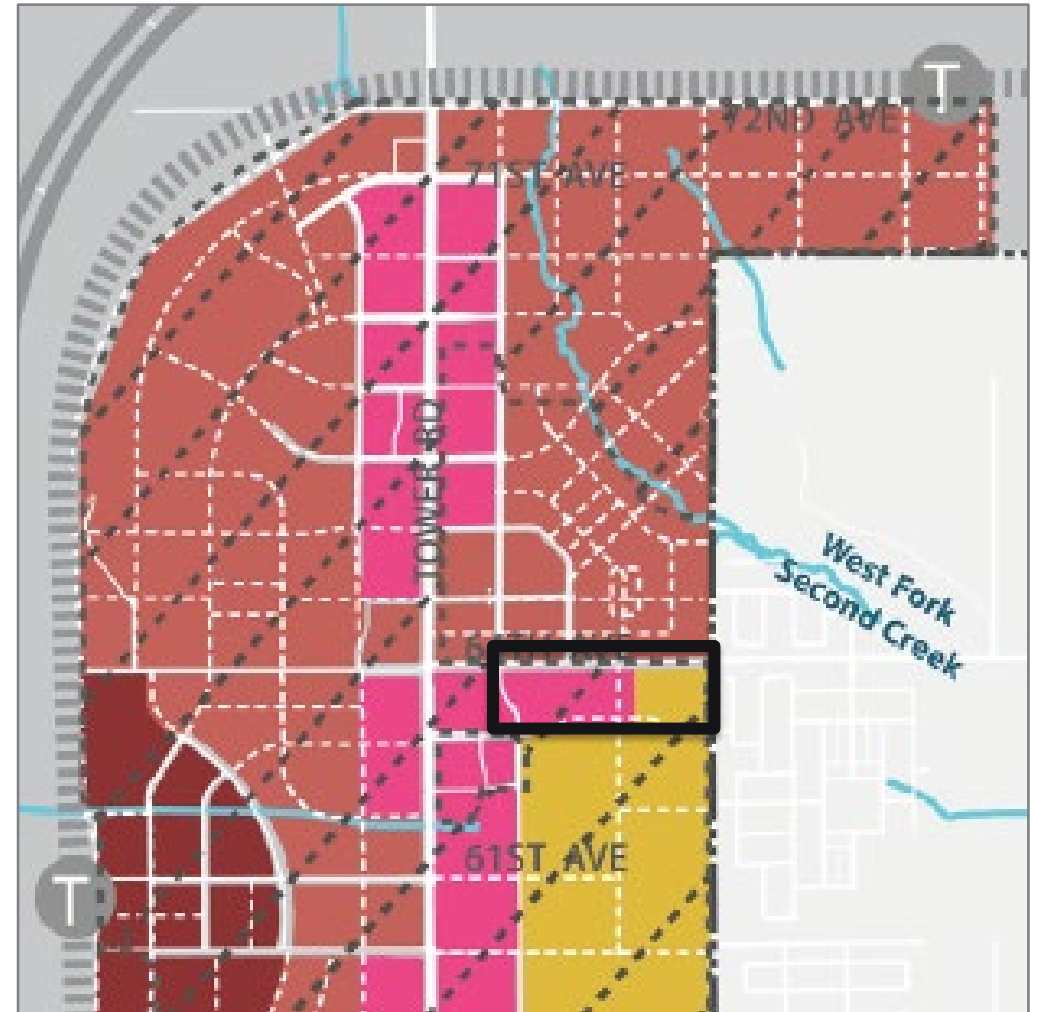 T
72ND AVE
71ST AVE
TOWER RD
West Fork
Second Creek
61ST AVE
T